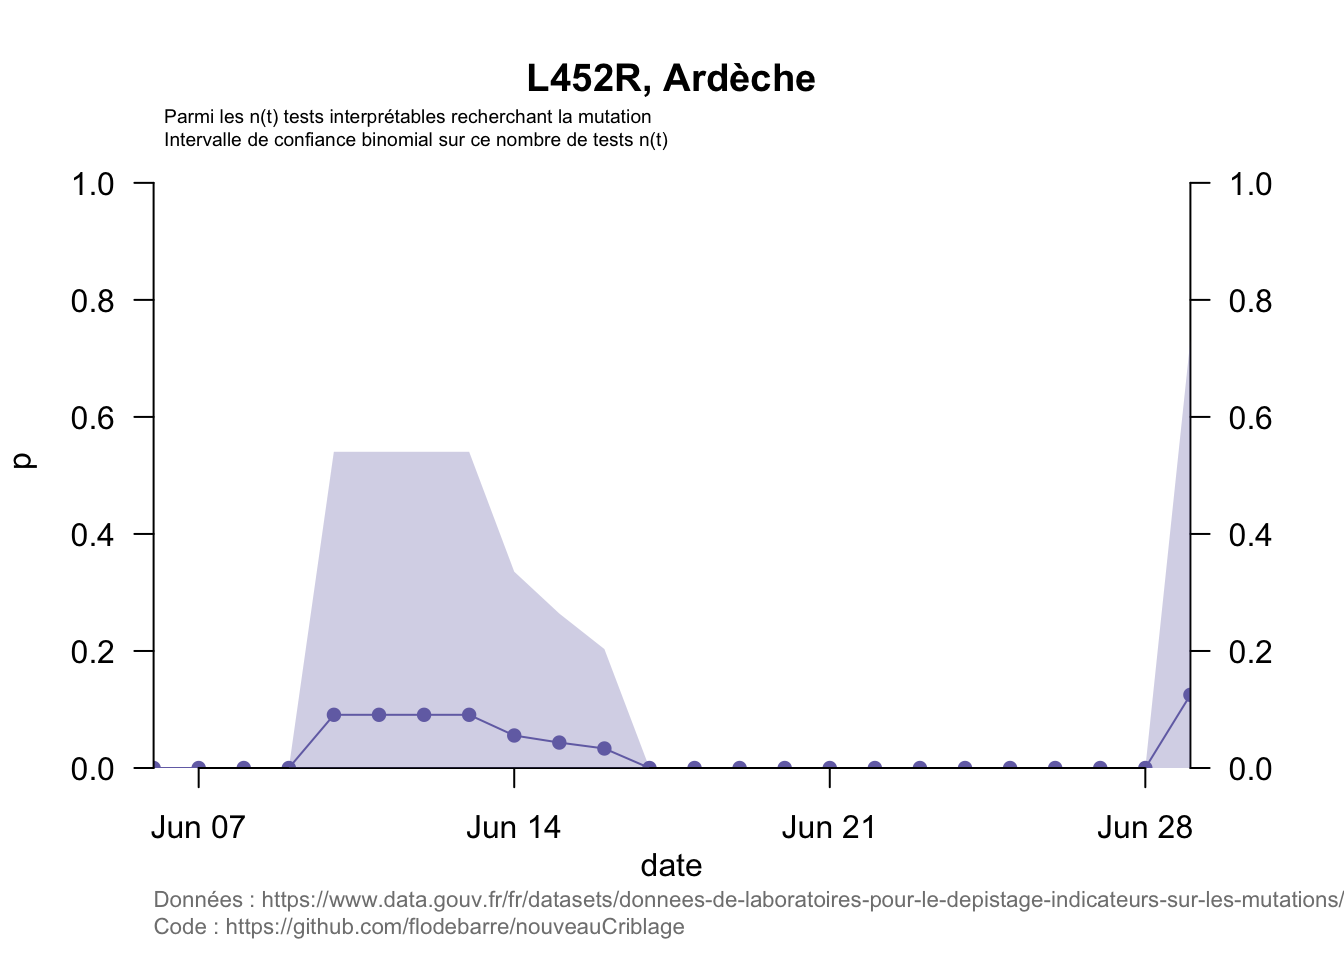 L452R, Ardèche
Parmi les n(t) tests interprétables recherchant la mutation
Intervalle de confiance binomial sur ce nombre de tests n(t)
1.0
0.8
0.6
0.4
0.2
0.0
p
1.0
0.8
0.6
0.4
0.2
0.0
Jun 07 Jun 14 Jun 21 Jun 28
date
Données : https://www.data.gouv.fr/fr/datasets/donnees-de-laboratoires-pour-le-depistage-indicateurs-sur-les-mutations/
Code : https://github.com/flodebarre/nouveauCriblage